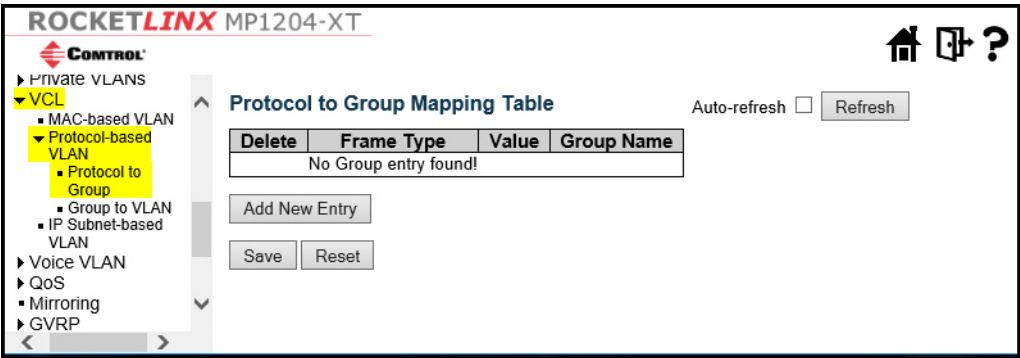 ROCKETLINX MP1204-XT
COMTROL
Private VLANs
VCL
MAC-based VLAN
Protocol-based
VLAN
Protocol to
Group
Group to VLAN
IP Subnet-based
VLAN
Voice VLAN
QoS
Mirroring
GVRP
Protocol to Group Mapping Table
Auto-refresh
Refresh
Delete Frame Type Value Group Name
No Group entry found!
Add New Entry
Save Reset
?